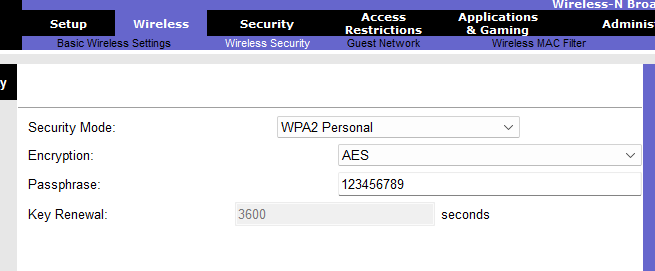 Wireless-N Broa
Setup Wireless Security Access Restrictions Applications & Gaming Adminis
Basic Wireless Settings Wireless Security Guest Network Wireless MAC Filter
y
Security Mode: WPA2 Personal
Encryption: AES
Passphrase: 123456789
Key Renewal: 3600 seconds